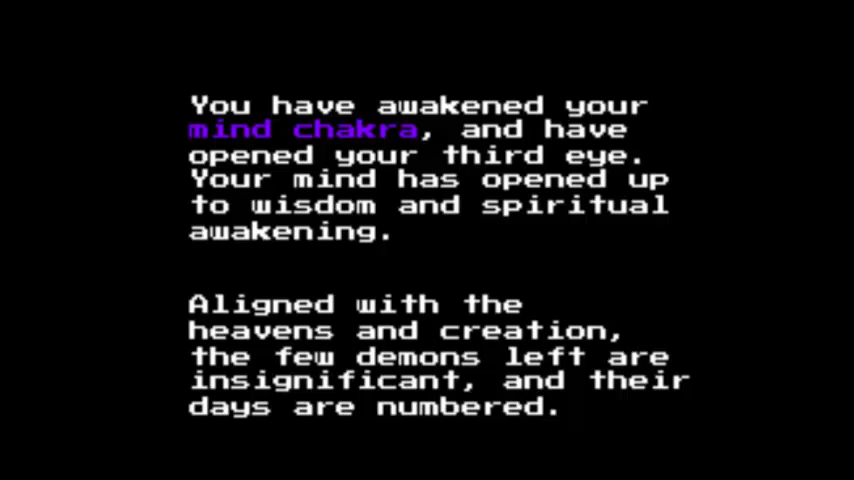 You have awakened your
mind chakra, and have
opened your third eye.
Your mind has opened up
to wisdom and spiritual
awakening.
Aligned with the
heavens and creation,
the few demons left are
insignificant, and their
days are numbered.